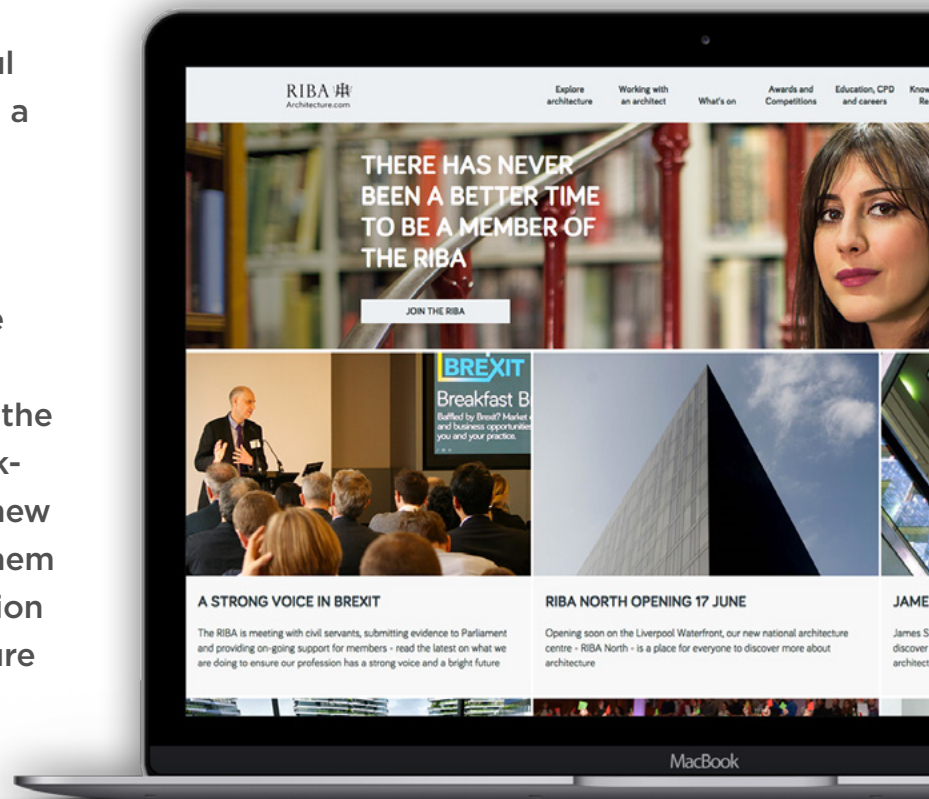 ul
a
e
the
k-
new
hem
ion
ure
RIBA
Architecture.com
Explore
architecture
Working with
an architect
What's on
Awards and
Competitions
Education, CPD
and careers
Know
Re
THERE HAS NEVER
BEEN A BETTER TIME
TO BE A MEMBER OF
THE RIBA
JOIN THE RIBA
BREXIT
Breakfast B
Baffled by Brexit? Market
and business opportunities
you and your practice.
A STRONG VOICE IN BREXIT
The RIBA is meeting with civil servants, submitting evidence to Parliament
and providing on-going support for members - read the latest on what we
are doing to ensure our profession has a strong voice and a bright future
RIBA NORTH OPENING 17 JUNE
Opening soon on the Liverpool Waterfront, our new national architecture
centre - RIBA North - is a place for everyone to discover more about
architecture
JAME
James S
discover
architect
MacBook